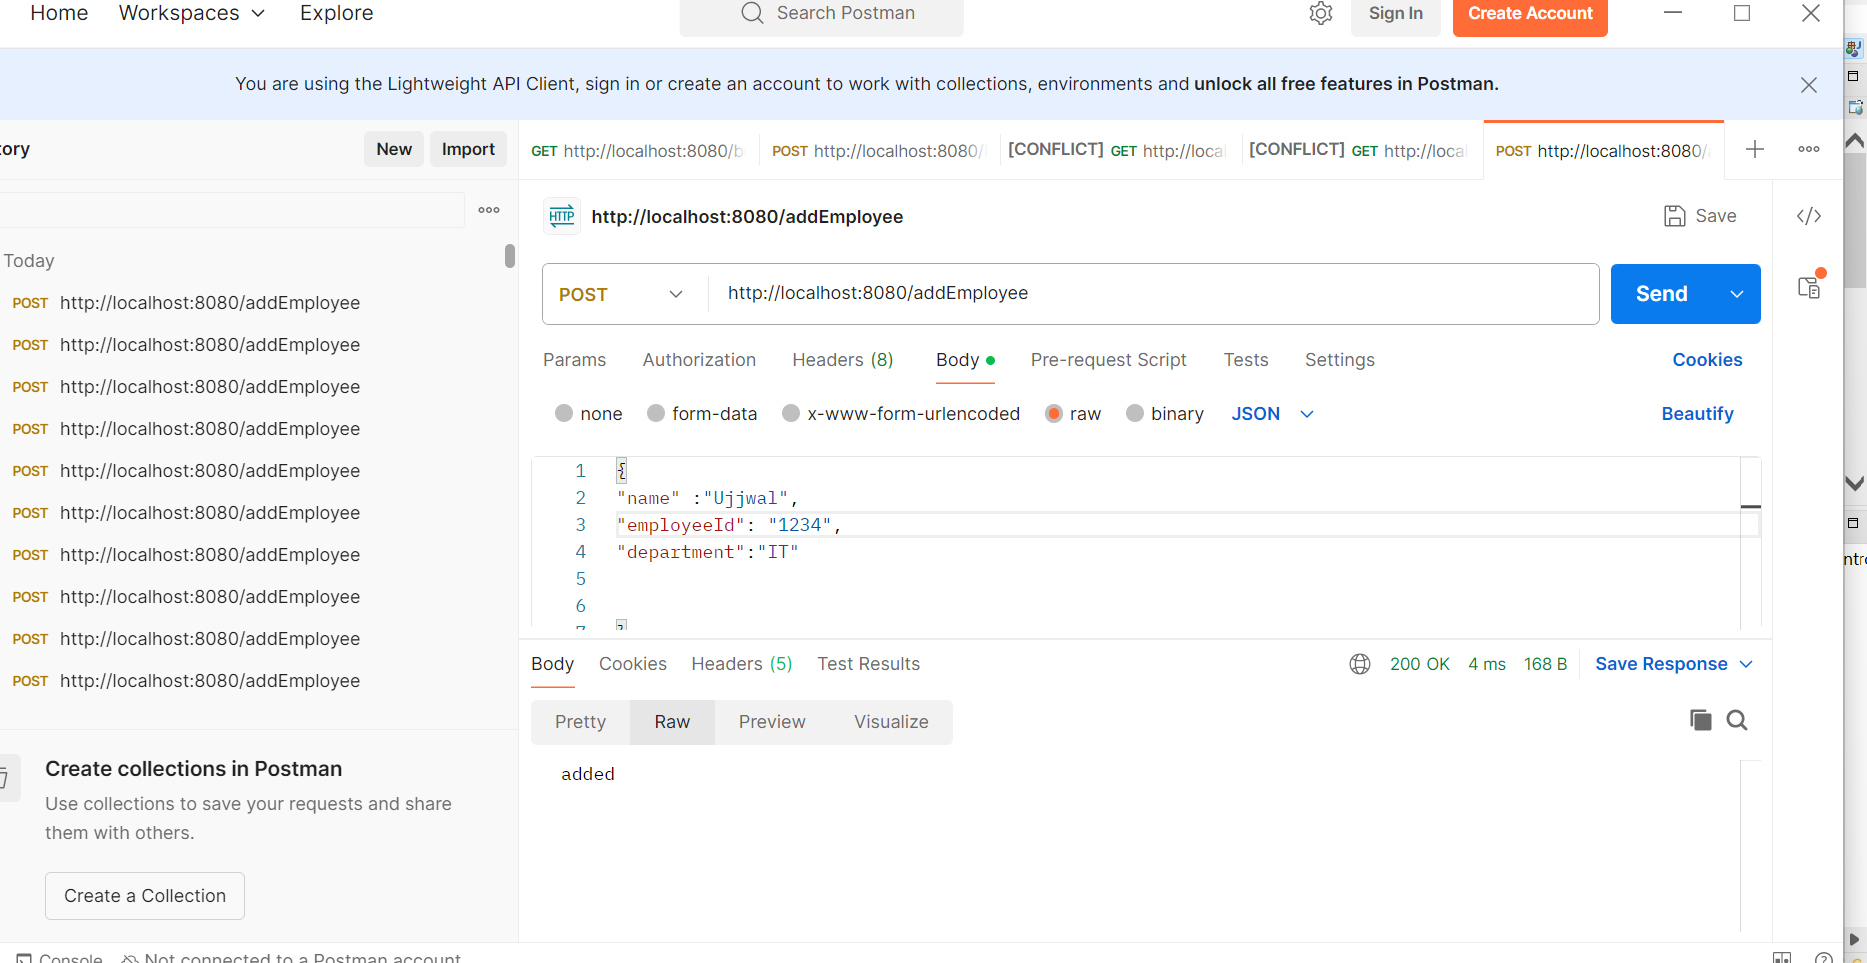 Home Workspaces Explore Search Postman Sign In Create Account
You are using the Lightweight API Client, sign in or create an account to work with collections, environments and unlock all free features in Postman.
ory New Import
GET http://localhost:8080/b POST http://localhost:8080/ [CONFLICT] GET http://loca [CONFLICT] GET http://loca POST http://localhost:8080/
HTTP http://localhost:8080/addEmployee Save
Today
POST http://localhost:8080/addEmployee Send
POST http://localhost:8080/addEmployee
POST http://localhost:8080/addEmployee
POST http://localhost:8080/addEmployee
POST http://localhost:8080/addEmployee
POST http://localhost:8080/addEmployee
POST http://localhost:8080/addEmployee
POST http://localhost:8080/addEmployee
POST http://localhost:8080/addEmployee
POST http://localhost:8080/addEmployee
POST http://localhost:8080/addEmployee
Params Authorization Headers (8) Body Pre-request Script Tests Settings Cookies
none form-data x-www-form-urlencoded raw binary JSON Beautify
1 {
2 "name" :"Ujjwal",
3 "employeeId": "1234",
4 "department":"IT"
5
6
7 }
Body Cookies Headers (5) Test Results 200 OK 4 ms 168 B Save Response
Pretty Raw Preview Visualize
added
Create collections in Postman
Use collections to save your requests and share
them with others.
Create a Collection
Console Not connected to a Postman account
ntro